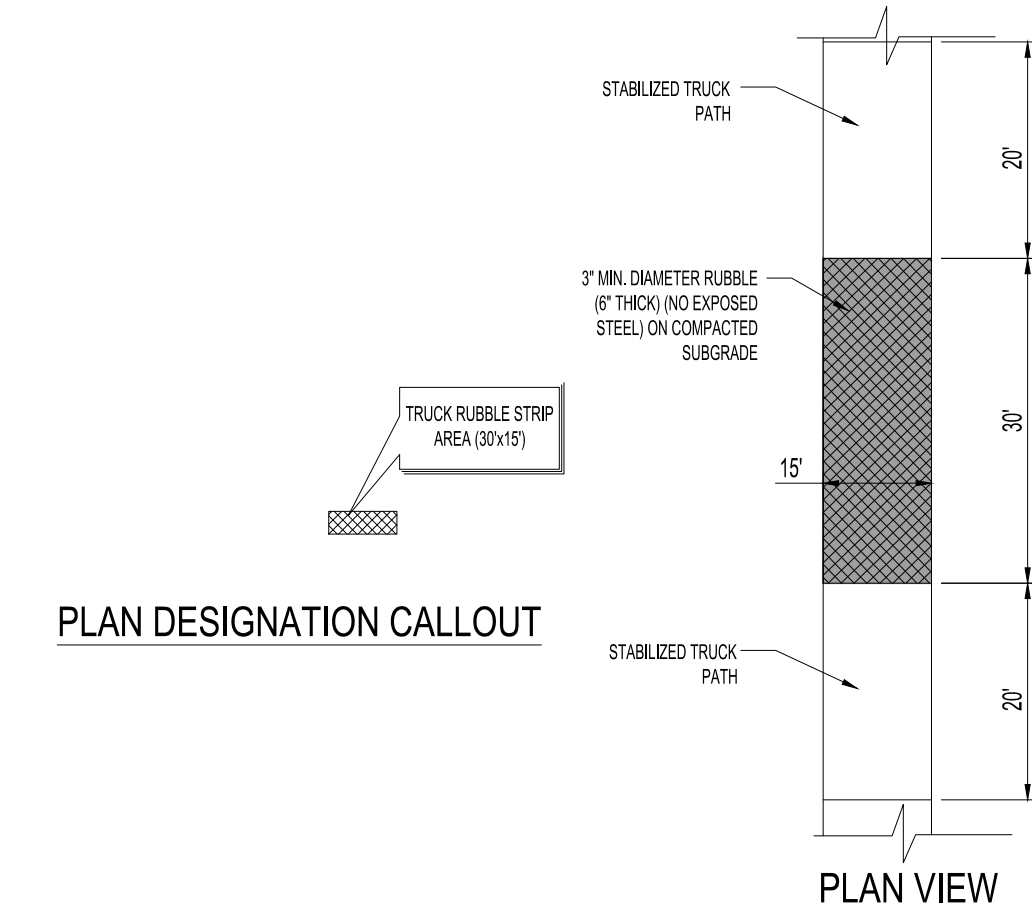 STABILIZED TRUCK
PATH
20'
3" MIN. DIAMETER RUBBLE
(6" THICK) (NO EXPOSED
STEEL) ON COMPACTED
SUBGRADE
TRUCK RUBBLE STRIP
AREA (30'x15')
30'
15'
PLAN DESIGNATION CALLOUT
STABILIZED TRUCK
PATH
20'
PLAN VIEW